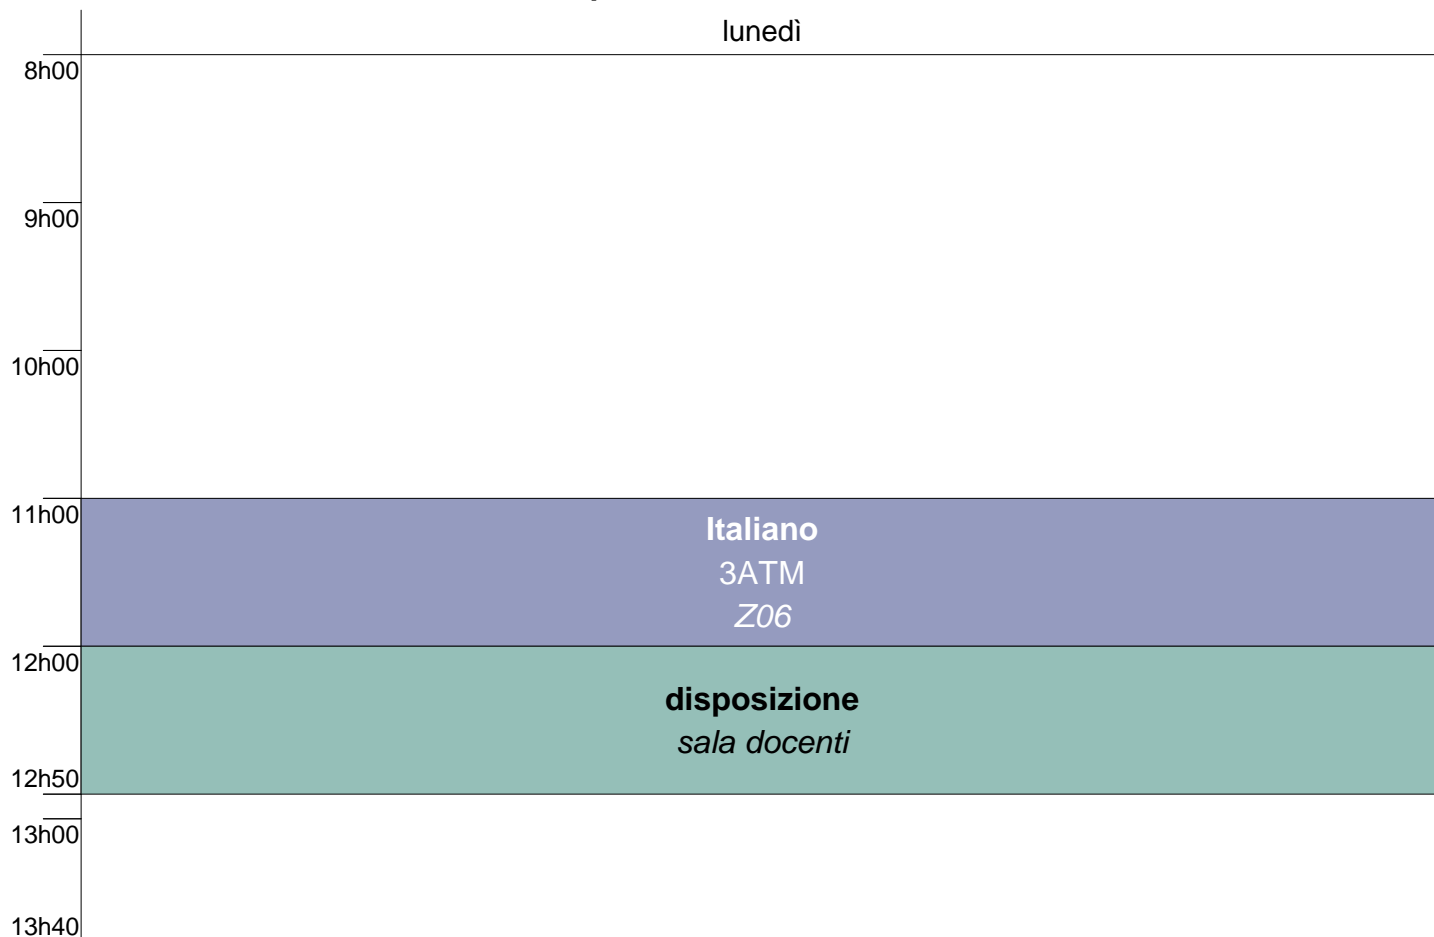 lunedì
8h00
9h00
10h00
11h00
Italiano
3ATM
Z06
12h00
disposizione
sala docenti
12h50
13h00
13h40